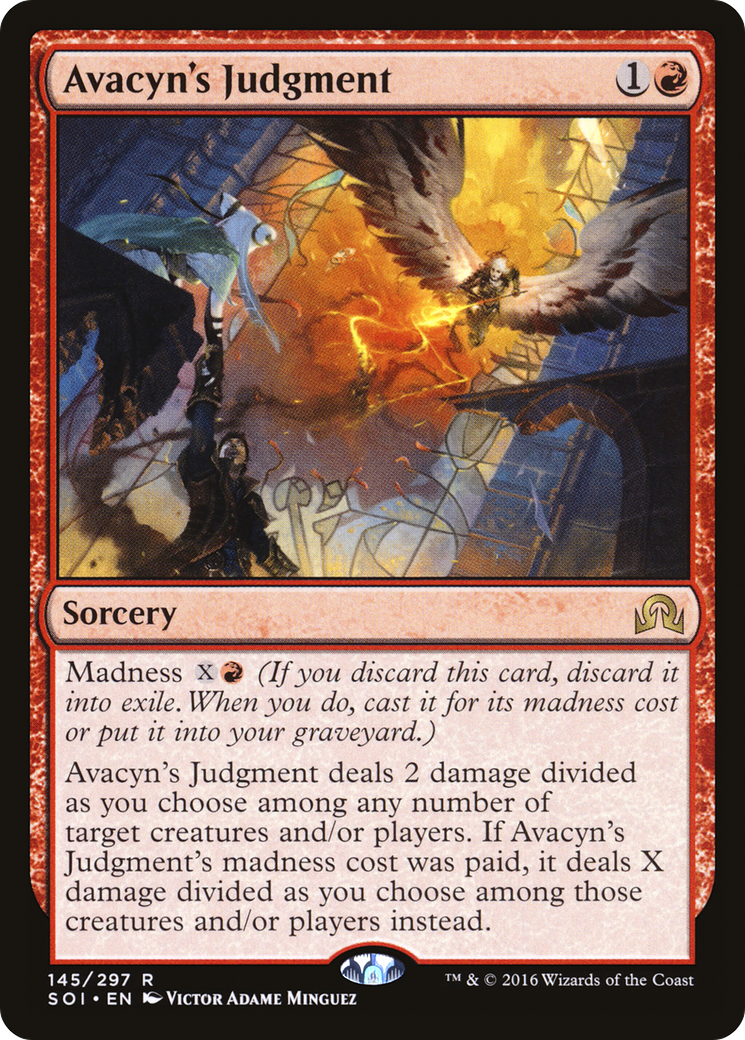 Avacyn's Judgment 1
Sorcery
Madness X (If you discard this card, discard it
into exile. When you do, cast it for its madness cost
or put it into your graveyard.)
Avacyn's Judgment deals 2 damage divided
as you choose among any number of
target creatures and/or players. If Avacyn's
Judgment's madness cost was paid, it deals X
damage divided as you choose among those
creatures and/or players instead.
145/297 R
SOI • EN Victor Adame Minguez
™ & © 2016 Wizards of the Coast